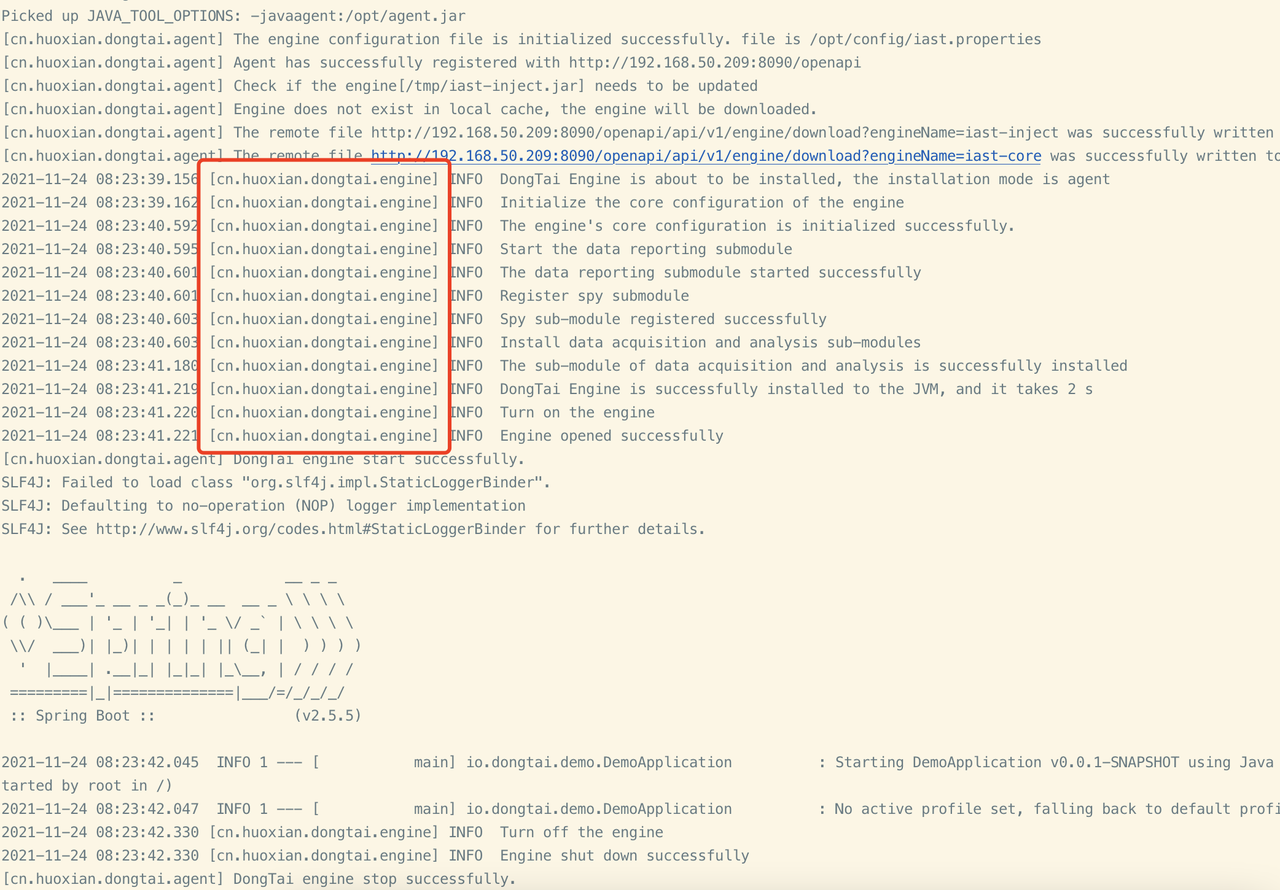 Picked up JAVA_TOOL_OPTIONS: -javaagent:/opt/agent.jar
[cn.huoxian.dongtai.agent] The engine configuration file is initialized successfully. file is /opt/config/iast.properties
[cn.huoxian.dongtai.agent] Agent has successfully registered with http://192.168.50.209:8090/openapi
[cn.huoxian.dongtai.agent] Check if the engine[/tmp/iast-inject.jar] needs to be updated
[cn.huoxian.dongtai.agent] Engine does not exist in local cache, the engine will be downloaded.
[cn.huoxian.dongtai.agent] The remote file http://192.168.50.209:8090/openapi/api/v1/engine/download?engineName=iast-inject was successfully written
[cn.huoxian.dongtai.agent] The remote file http://192.168.50.209:8090/openapi/api/v1/engine/download?engineName=iast-core was successfully written to
2021-11-24 08:23:39.156 [cn.huoxian.dongtai.engine] INFO  DongTai Engine is about to be installed, the installation mode is agent
2021-11-24 08:23:39.162 [cn.huoxian.dongtai.engine] INFO  Initialize the core configuration of the engine
2021-11-24 08:23:40.592 [cn.huoxian.dongtai.engine] INFO  The engine's core configuration is initialized successfully.
2021-11-24 08:23:40.595 [cn.huoxian.dongtai.engine] INFO  Start the data reporting submodule
2021-11-24 08:23:40.601 [cn.huoxian.dongtai.engine] INFO  The data reporting submodule started successfully
2021-11-24 08:23:40.601 [cn.huoxian.dongtai.engine] INFO  Register spy submodule
2021-11-24 08:23:40.603 [cn.huoxian.dongtai.engine] INFO  Spy sub-module registered successfully
2021-11-24 08:23:40.603 [cn.huoxian.dongtai.engine] INFO  Install data acquisition and analysis sub-modules
2021-11-24 08:23:41.180 [cn.huoxian.dongtai.engine] INFO  The sub-module of data acquisition and analysis is successfully installed
2021-11-24 08:23:41.219 [cn.huoxian.dongtai.engine] INFO  DongTai Engine is successfully installed to the JVM, and it takes 2 s
2021-11-24 08:23:41.220 [cn.huoxian.dongtai.engine] INFO  Turn on the engine
2021-11-24 08:23:41.221 [cn.huoxian.dongtai.engine] INFO  Engine opened successfully
[cn.huoxian.dongtai.agent] DongTai engine start successfully.
SLF4J: Failed to load class "org.slf4j.impl.StaticLoggerBinder".
SLF4J: Defaulting to no-operation (NOP) logger implementation
SLF4J: See http://www.slf4j.org/codes.html#StaticLoggerBinder for further details.
  .   ____          _            __ _ _
 /\\ / ___'_ __ _ _(_)_ __  __ _ \ \ \ \
( ( )\___ | '_ | '_| | '_ \/ _` | \ \ \ \
 \\/  ___)| |_)| | | | | || (_| |  ) ) ) )
  '  |____| .__|_| |_|_| |_\__, | / / / /
 =========|_|==============|___/=/_/_/_/
 :: Spring Boot ::                (v2.5.5)
2021-11-24 08:23:42.045  INFO 1 --- [           main] io.dongtai.demo.DemoApplication          : Starting DemoApplication v0.0.1-SNAPSHOT using Java
tarted by root in /)
2021-11-24 08:23:42.047  INFO 1 --- [           main] io.dongtai.demo.DemoApplication          : No active profile set, falling back to default profi
2021-11-24 08:23:42.330 [cn.huoxian.dongtai.engine] INFO  Turn off the engine
2021-11-24 08:23:42.330 [cn.huoxian.dongtai.engine] INFO  Engine shut down successfully
[cn.huoxian.dongtai.agent] DongTai engine stop successfully.